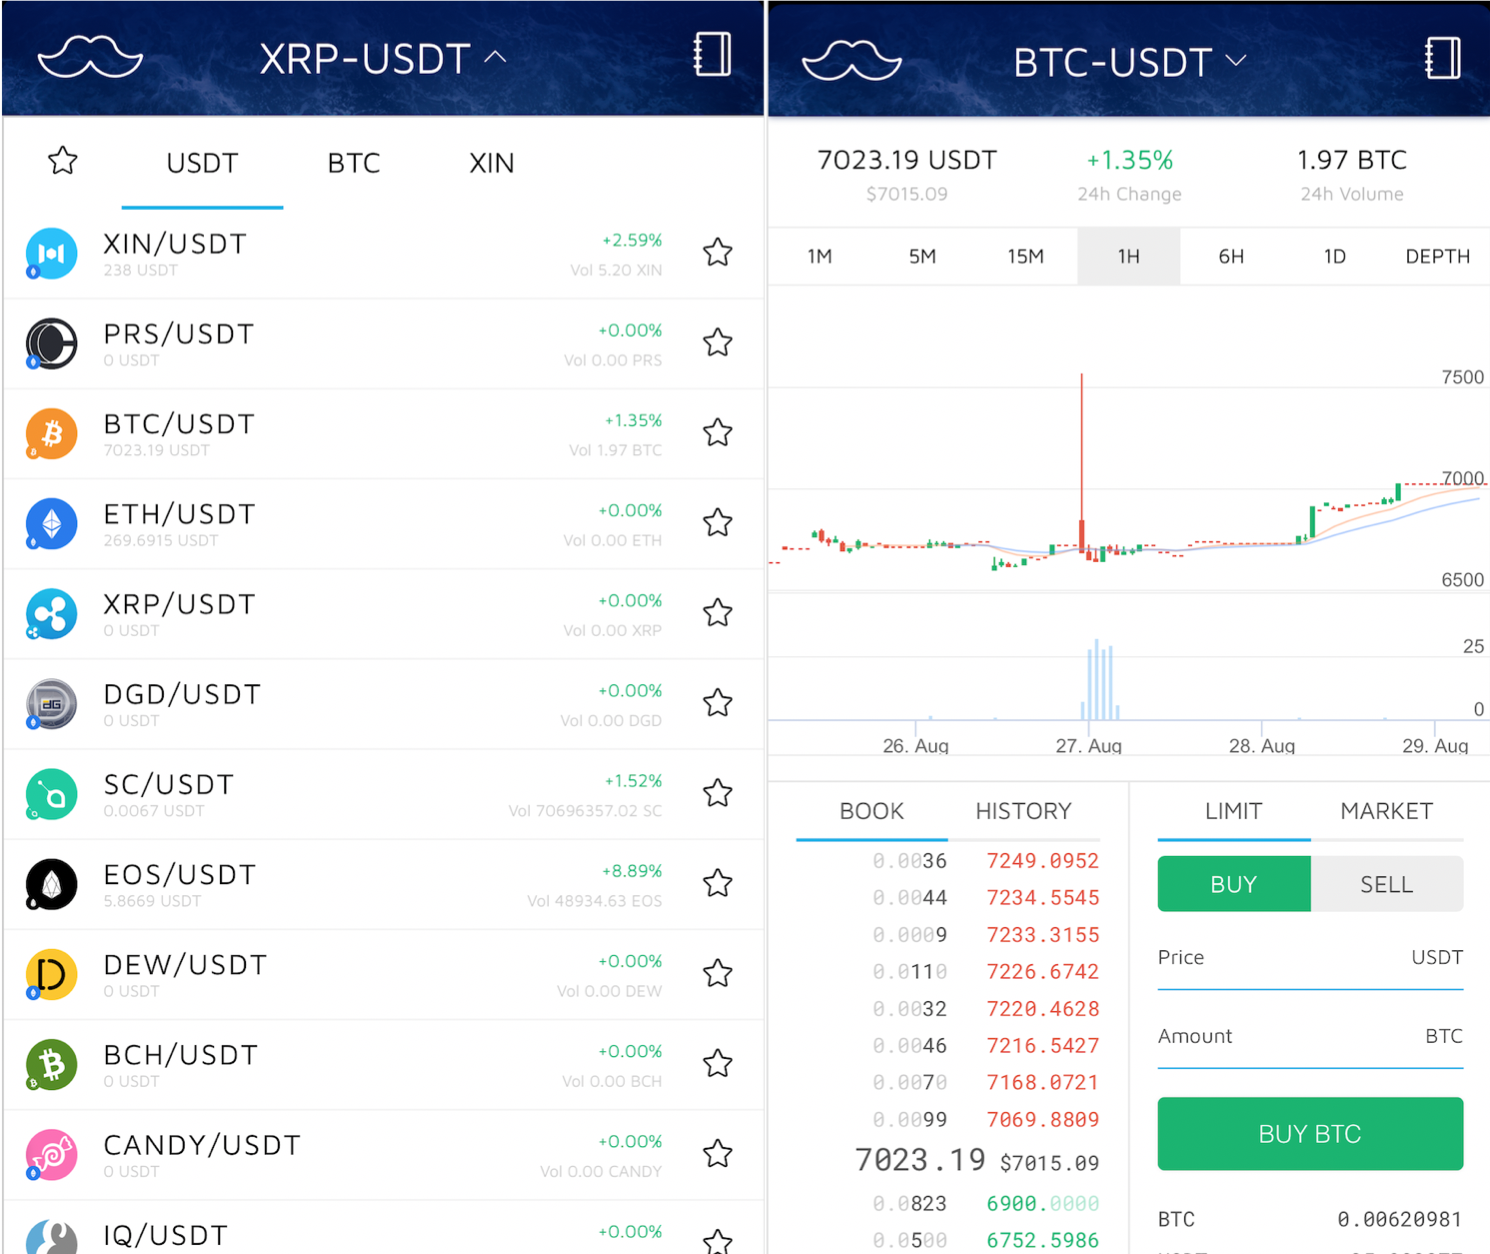 XRP-USDT
USDT BTC XIN
XIN/USDT +2.59%
238 USDT Vol 5.20 XIN
PRS/USDT +0.00%
0 USDT Vol 0.00 PRS
BTC/USDT +1.35%
7023.19 USDT Vol 1.97 BTC
ETH/USDT +0.00%
269.6915 USDT Vol 0.00 ETH
XRP/USDT +0.00%
0 USDT Vol 0.00 XRP
DGD/USDT +0.00%
0 USDT Vol 0.00 DGD
SC/USDT +1.52%
0.0067 USDT Vol 70696357.02 SC
EOS/USDT +8.89%
5.8669 USDT Vol 48934.63 EOS
DEW/USDT +0.00%
0 USDT Vol 0.00 DEW
BCH/USDT +0.00%
0 USDT Vol 0.00 BCH
CANDY/USDT +0.00%
0 USDT Vol 0.00 CANDY
IQ/USDT +0.00%
BTC-USDT
7023.19 USDT +1.35% 1.97 BTC
$7015.09 24h Change 24h Volume
1M 5M 15M 1H 6H 1D DEPTH
7500
7000
6500
25
0
26. Aug 27. Aug 28. Aug 29. Aug
BOOK HISTORY
0.0036 7249.0952
0.0044 7234.5545
0.0009 7233.3155
0.0110 7226.6742
0.0032 7220.4628
0.0046 7216.5427
0.0070 7168.0721
0.0099 7069.8809
7023.19 $7015.09
0.0823 6900.0000
0.0500 6752.5986
LIMIT MARKET
BUY SELL
Price USDT
Amount BTC
BUY BTC
BTC 0.00620981